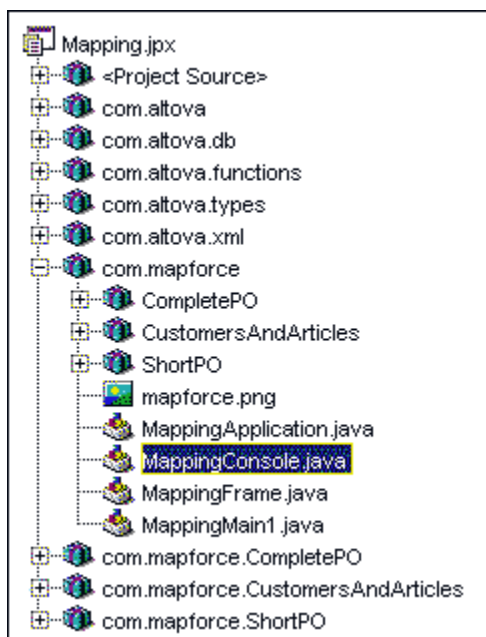 Mapping.jpx
<Project Source>
com.altova
com.altova.db
com.altova.functions
com.altova.types
com.altova.xml
com.mapforce
CompletePO
CustomersAndArticles
ShortPO
mapforce.png
MappingApplication.java
MappingConsole.java
MappingFrame.java
MappingMain1.java
com.mapforce.CompletePO
com.mapforce.CustomersAndArticles
com.mapforce.ShortPO